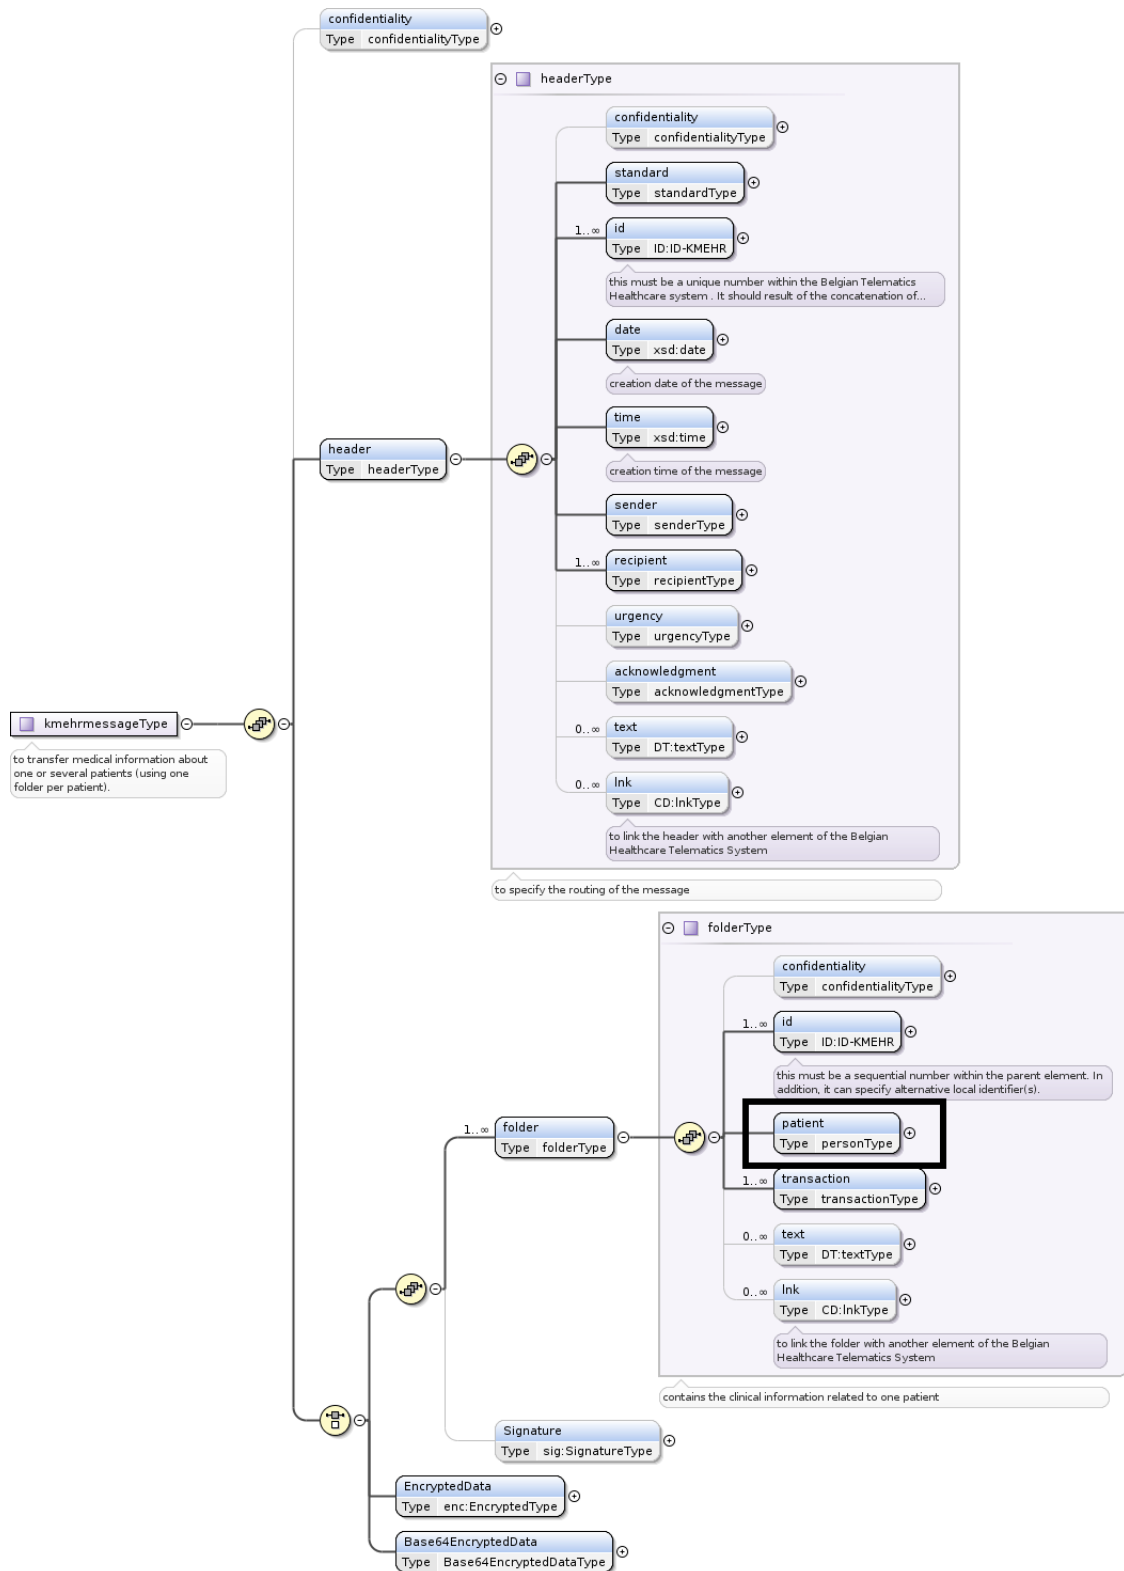 confidentiality
Type confidentialityType
headerType
confidentiality
Type confidentialityType
standard
Type standardType
1..∞
id
Type ID:ID-KMEHR
this must be a unique number within the Belgian Telematics
Healthcare system . It should result of the concatenation of...
date
Type xsd:date
creation date of the message
time
Type xsd:time
creation time of the message
header
Type headerType
sender
Type senderType
1..∞
recipient
Type recipientType
urgency
Type urgencyType
acknowledgment
Type acknowledgmentType
0..∞
text
Type DT:textType
0..∞
lnk
Type CD:lnkType
to link the header with another element of the Belgian
Healthcare Telematics System
to specify the routing of the message
kmehrmessageType
to transfer medical information about
one or several patients (using one
folder per patient).
folderType
confidentiality
Type confidentialityType
1..∞
id
Type ID:ID-KMEHR
this must be a sequential number within the parent element. In
addition, it can specify alternative local identifier(s).
1..∞
folder
Type folderType
patient
Type personType
1..∞
transaction
Type transactionType
0..∞
text
Type DT:textType
0..∞
lnk
Type CD:lnkType
to link the folder with another element of the Belgian
Healthcare Telematics System
contains the clinical information related to one patient
Signature
Type sig:SignatureType
EncryptedData
Type enc:EncryptedType
Base64EncryptedData
Type Base64EncryptedDataType